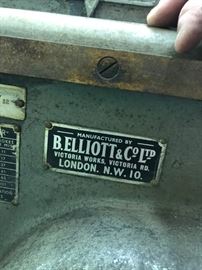 MANUFACTURED BY
B. ELLIOTT & Co LTD
VICTORIA WORKS, VICTORIA RD.
LONDON. N.W. 10.